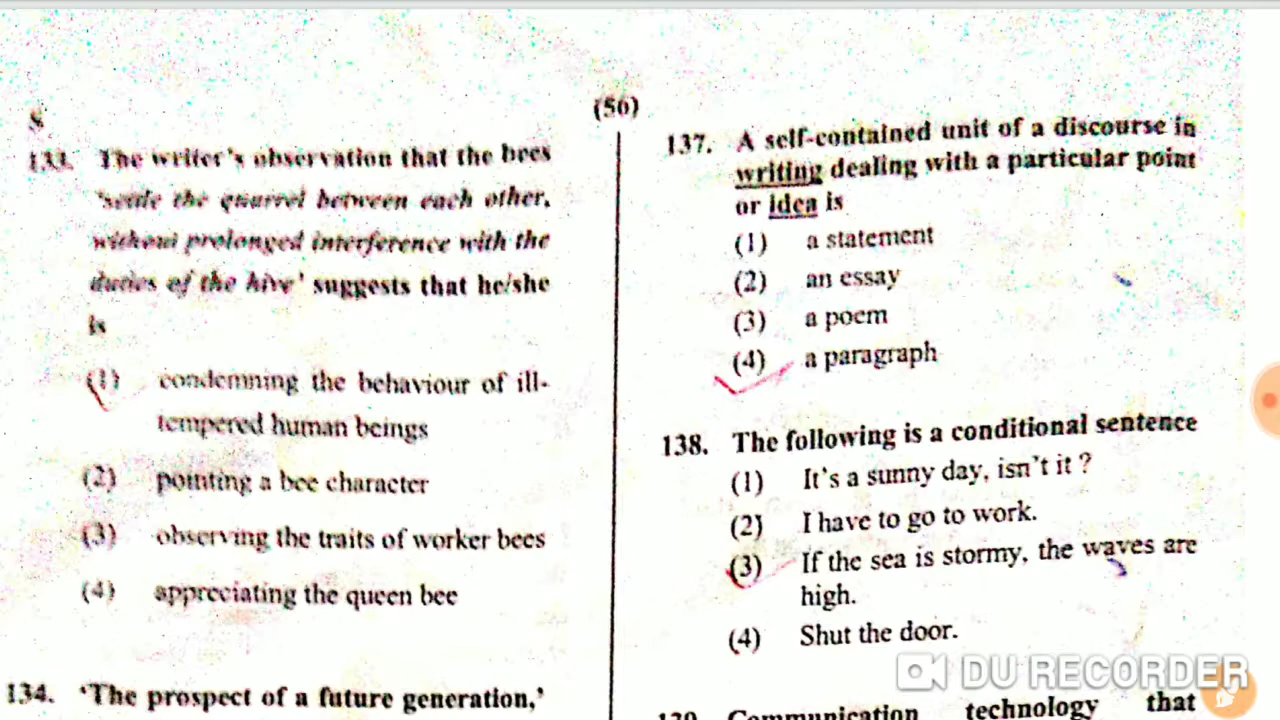 (50)
S
133. The writer's observation that the bees
'settle the quarrel between each other,
without prolonged interference with the
duties of the hive' suggests that he/she
is
(1) condemning the behaviour of ill-
tempered human beings
(2) pointing a bee character
(3) observing the traits of worker bees
(4) appreciating the queen bee
134. 'The prospect of a future generation,'
137. A self-contained unit of a discourse in
writing dealing with a particular point
or idea is
(1) a statement
(2) an essay
(3) a poem
(4) a paragraph
138. The following is a conditional sentence
(1) It's a sunny day, isn't it ?
(2) I have to go to work.
(3) If the sea is stormy, the waves are
high.
(4) Shut the door.
139. Communication technology that
DU RECORDER